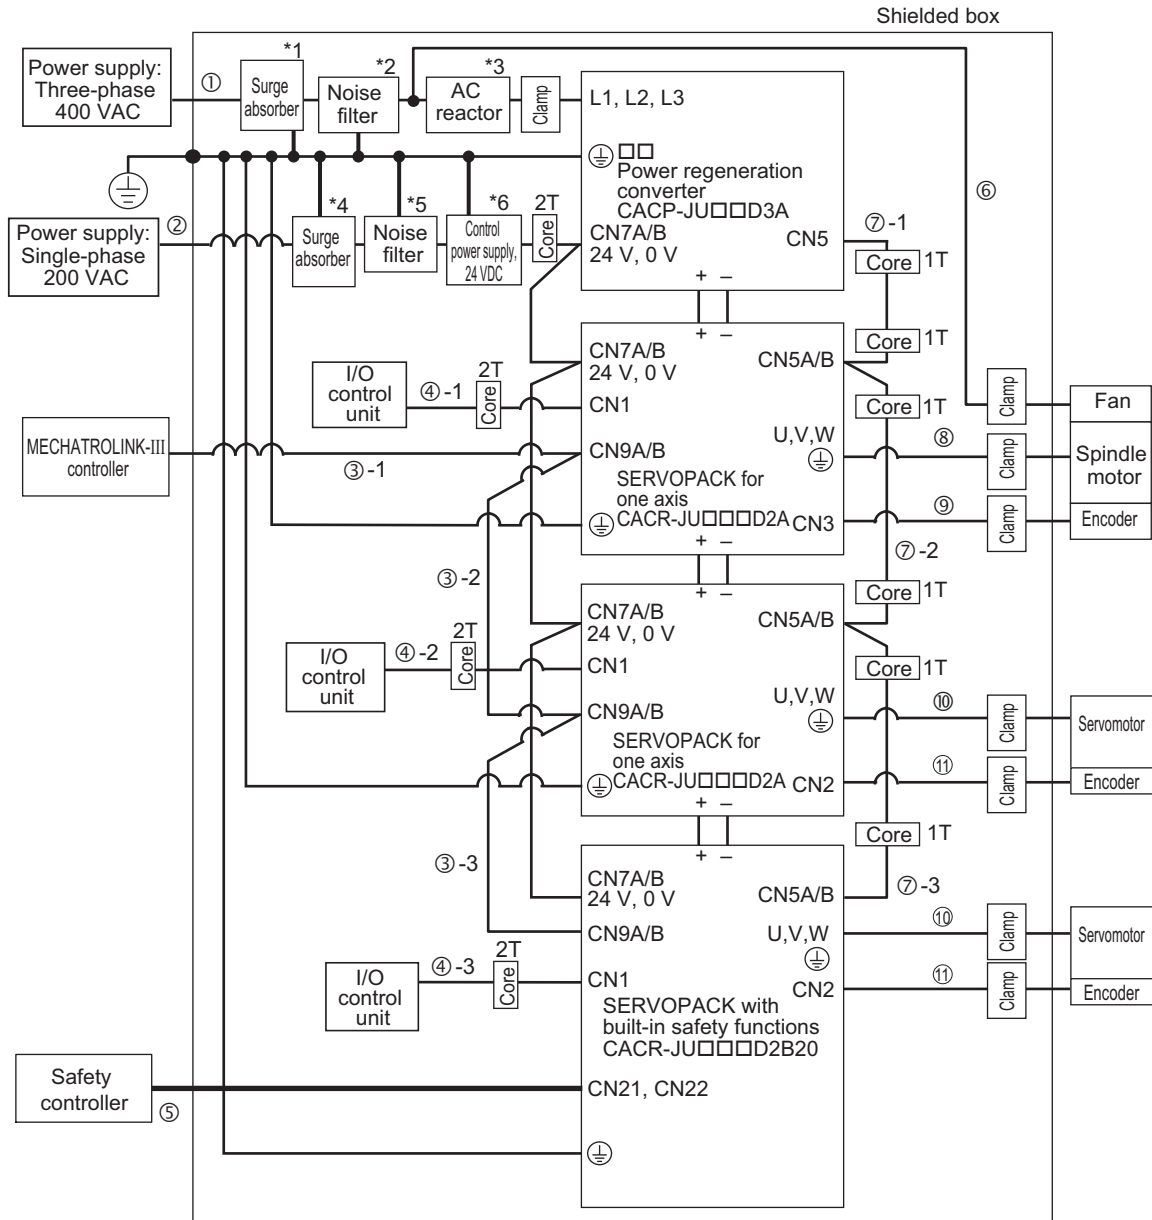 Shielded box
Power supply:
Three-phase
400 VAC
①
*1
Surge
absorber
*2
Noise
filter
*3
AC
reactor
Clamp
L1, L2, L3
□□
Power regeneration
converter
CACP-JU□□D3A
CN7A/B
24 V, 0 V
CN5
+ –
Power supply:
Single-phase
200 VAC
②
*4
Surge
absorber
*5
Noise
filter
*6
Control
power supply,
24 VDC
2T
Core
⑥
⑦-1
Core 1T
Core 1T
+ –
CN7A/B
24 V, 0 V
CN5A/B
I/O
control
unit
④-1
2T
Core
CN1
Core 1T
Clamp
Fan
MECHATROLINK-III
controller
③-1
CN9A/B
U,V,W
⑧
Clamp
Spindle
motor
SERVOPACK for
one axis
CACR-JU□□□D2A
CN3
⑨
Clamp
Encoder
+ –
③-2
⑦-2
Core 1T
+ –
CN7A/B
24 V, 0 V
CN5A/B
I/O
control
unit
④-2
2T
Core
CN1
Core 1T
CN9A/B
U,V,W
⑩
Clamp
Servomotor
SERVOPACK for
one axis
CACR-JU□□□D2A
CN2
⑪
Clamp
Encoder
+ –
Core 1T
③-3
+ –
CN7A/B
24 V, 0 V
CN5A/B
⑦-3
CN9A/B
U,V,W
⑩
Clamp
Servomotor
I/O
control
unit
④-3
2T
Core
CN1
CN2
⑪
Clamp
Encoder
SERVOPACK with
built-in safety functions
CACR-JU□□□D2B20
Safety
controller
⑤
CN21, CN22